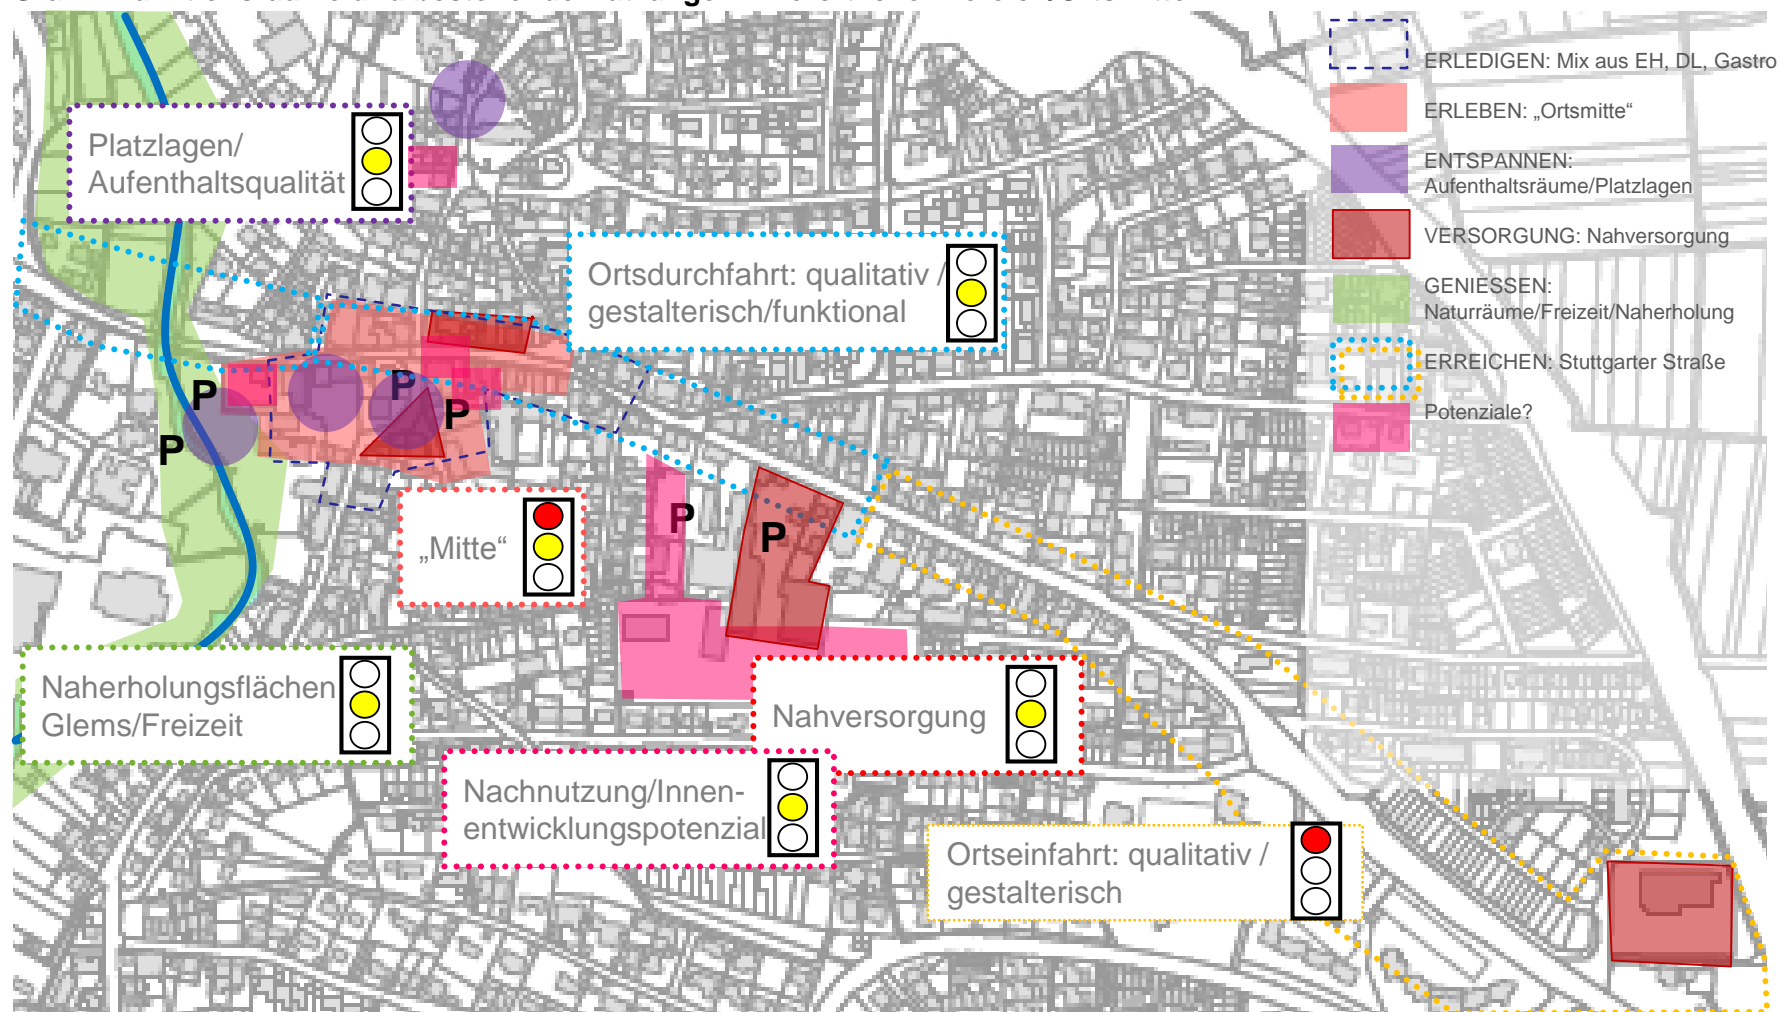 ERLEDIGEN: Mix aus EH, DL, Gastro
ERLEBEN: „Ortsmitte“
ENTSPANNEN:
Aufenthaltsräume/Platzlagen
VERSORGUNG: Nahversorgung
GENIESSEN:
Naturräume/Freizeit/Naherholung
ERREICHEN: Stuttgarter Straße
Potenziale?
Platzlagen/
Aufenthaltsqualität
Ortsdurchfahrt: qualitativ /
gestalterisch/funktional
P
P
P
P
P
P
„Mitte“
Naherholungsflächen
Glems/Freizeit
Nahversorgung
Nachnutzung/Innen-
entwicklungspotenzial
Ortseinfahrt: qualitativ /
gestalterisch